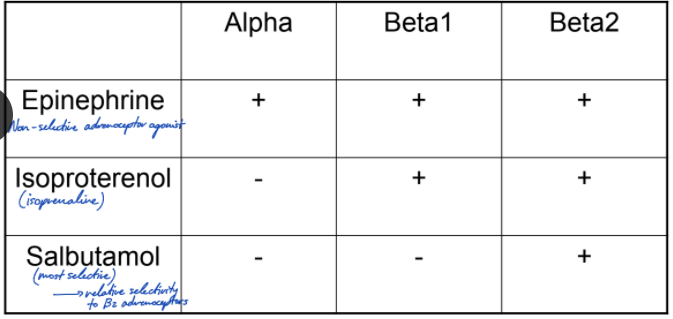 Alpha Beta1 Beta2
Epinephrine + + +
Non-selective adrenoceptor agonist
Isoproterenol - + +
(isoprenaline)
Salbutamol - - +
(most selective)
→ relative selectivity
to B2 adrenoceptors